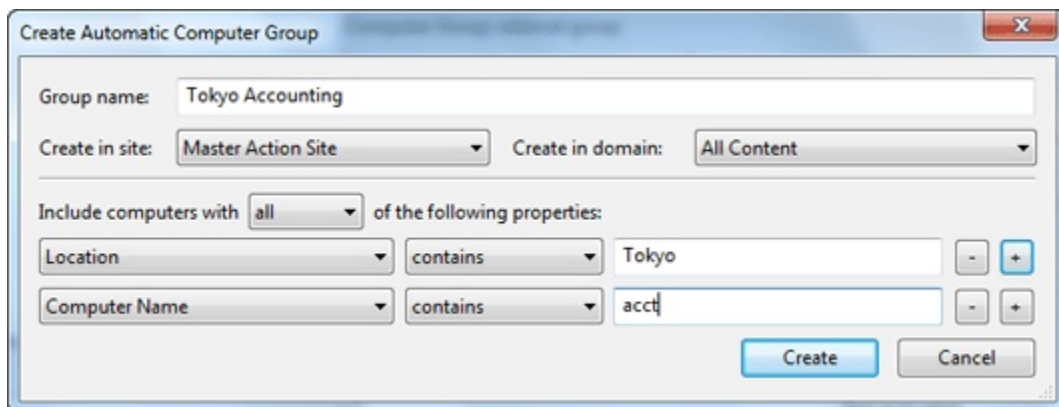 Create Automatic Computer Group
Group name: Tokyo Accounting
Create in site: Master Action Site Create in domain: All Content
Include computers with all of the following properties:
Location contains Tokyo - +
Computer Name contains acct - +
Create Cancel